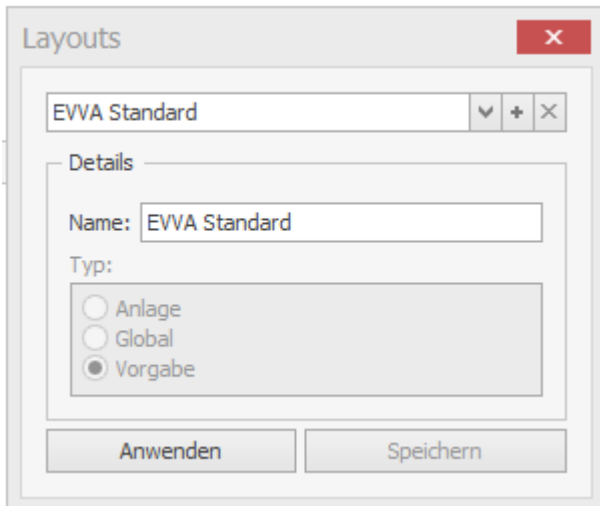 Layouts
EVVA Standard
Details
Name: EVVA Standard
Typ:
Anlage
Global
Vorgabe
Anwenden Speichern